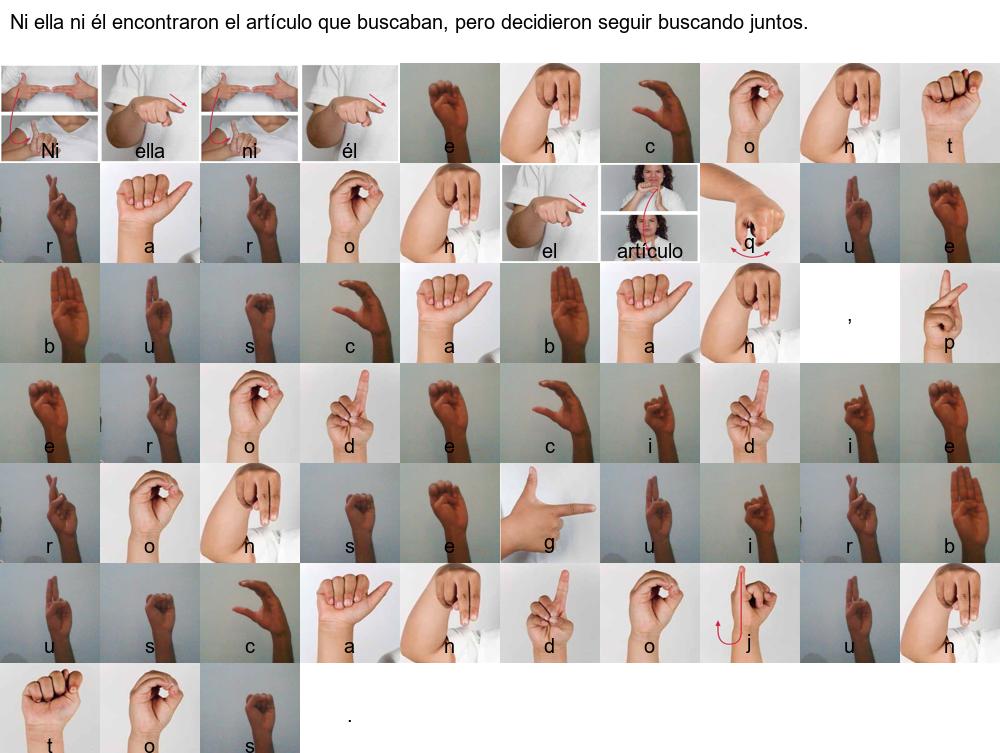 Ni ella ni él encontraron el artículo que buscaban, pero decidieron seguir buscando juntos.
Ni ella ni él e n c o n t
r a r o n el artículo q u e
b u s c a b a n , p
e r o d e c i d i e
r o n s e g u i r b
u s c a n d o j u n
t o s .